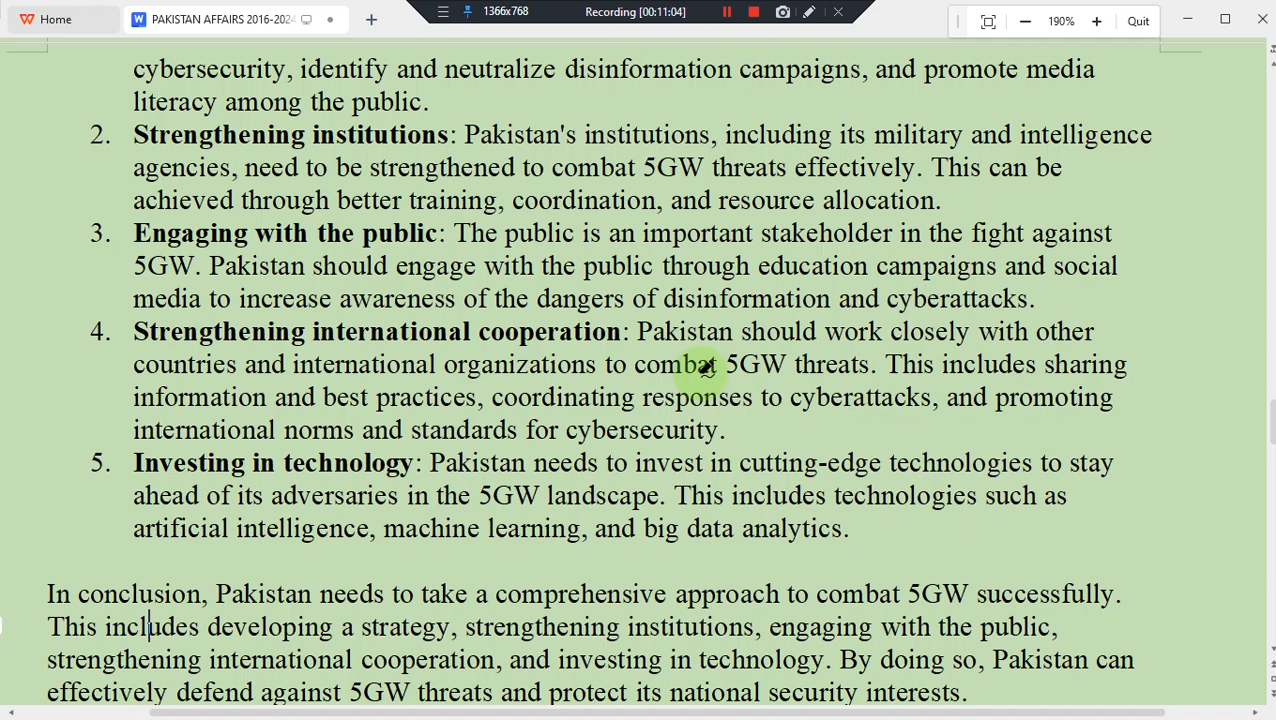 Home
PAKISTAN AFFAIRS 2016-2024
1366x768
Recording [00:11:04]
190%
Quit
cybersecurity, identify and neutralize disinformation campaigns, and promote media
literacy among the public.
2. Strengthening institutions: Pakistan's institutions, including its military and intelligence
agencies, need to be strengthened to combat 5GW threats effectively. This can be
achieved through better training, coordination, and resource allocation.
3. Engaging with the public: The public is an important stakeholder in the fight against
5GW. Pakistan should engage with the public through education campaigns and social
media to increase awareness of the dangers of disinformation and cyberattacks.
4. Strengthening international cooperation: Pakistan should work closely with other
countries and international organizations to combat 5GW threats. This includes sharing
information and best practices, coordinating responses to cyberattacks, and promoting
international norms and standards for cybersecurity.
5. Investing in technology: Pakistan needs to invest in cutting-edge technologies to stay
ahead of its adversaries in the 5GW landscape. This includes technologies such as
artificial intelligence, machine learning, and big data analytics.
In conclusion, Pakistan needs to take a comprehensive approach to combat 5GW successfully.
This includes developing a strategy, strengthening institutions, engaging with the public,
strengthening international cooperation, and investing in technology. By doing so, Pakistan can
effectively defend against 5GW threats and protect its national security interests.